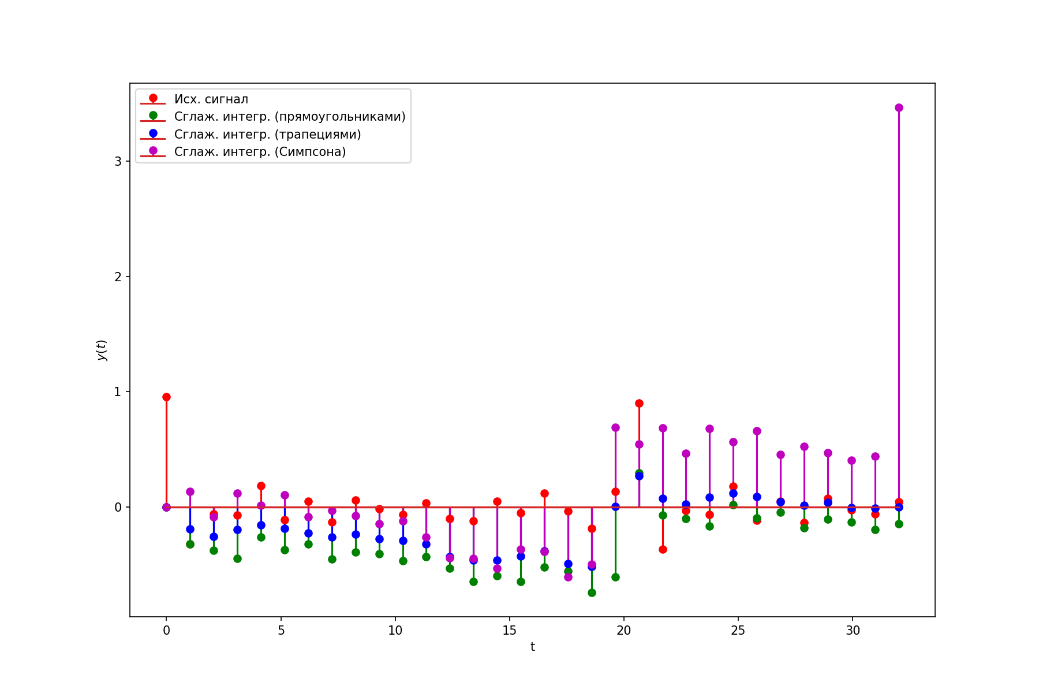 Исх. сигнал
Сглаж. интегр. (прямоугольниками)
Сглаж. интегр. (трапециями)
Сглаж. интегр. (Симпсона)
3
2
1
0
y(t)
0 5 10 15 20 25 30
t